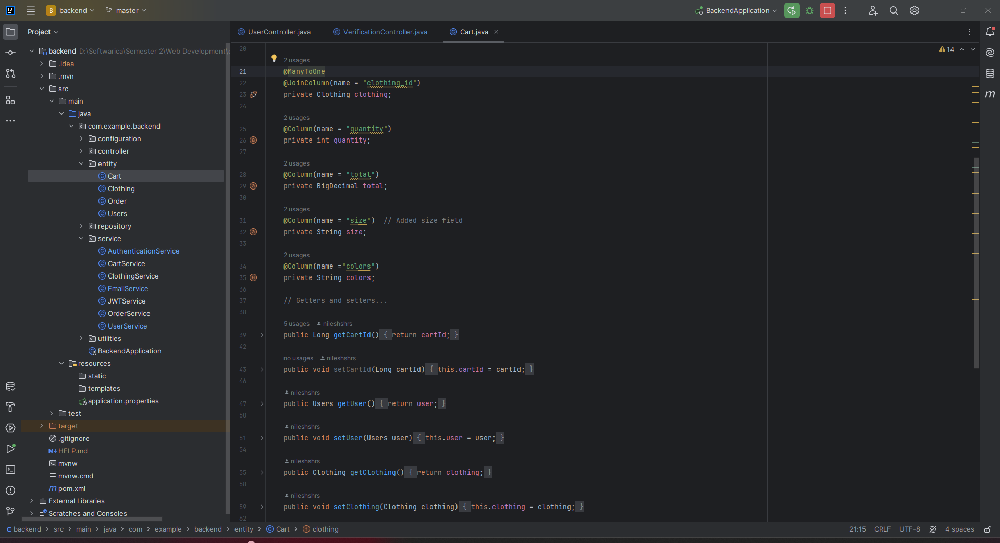 backend
master
BackendApplication
Project
UserController.java
VerificationController.java
Cart.java
backend D:\Softwarica\Semester 2\Web Development\
.idea
.mvn
src
main
java
com.example.backend
configuration
controller
entity
Cart
Clothing
Order
Users
repository
service
AuthenticationService
CartService
ClothingService
EmailService
JWTService
OrderService
UserService
utilities
BackendApplication
resources
static
templates
application.properties
test
target
.gitignore
HELP.md
mvnw
mvnw.cmd
pom.xml
External Libraries
Scratches and Consoles
14
20
2 usages
21 @ManyToOne
22 @JoinColumn(name = "clothing_id")
23 private Clothing clothing;
24
2 usages
25 @Column(name = "quantity")
26 private int quantity;
27
2 usages
28 @Column(name = "total")
29 private BigDecimal total;
30
2 usages
31 @Column(name = "size")  // Added size field
32 private String size;
33
2 usages
34 @Column(name ="colors")
35 private String colors;
36
37 // Getters and setters...
38
5 usages nileshshrs
39 public Long getCartId() { return cartId; }
42
no usages nileshshrs
43 public void setCartId(Long cartId) { this.cartId = cartId; }
46
nileshshrs
47 public Users getUser() { return user; }
50
nileshshrs
51 public void setUser(Users user) { this.user = user; }
54
nileshshrs
55 public Clothing getClothing() { return clothing; }
58
nileshshrs
59 public void setClothing(Clothing clothing) { this.clothing = clothing; }
62
backend > src > main > java > com > example > backend > entity > Cart > clothing
21:15 CRLF UTF-8 4 spaces